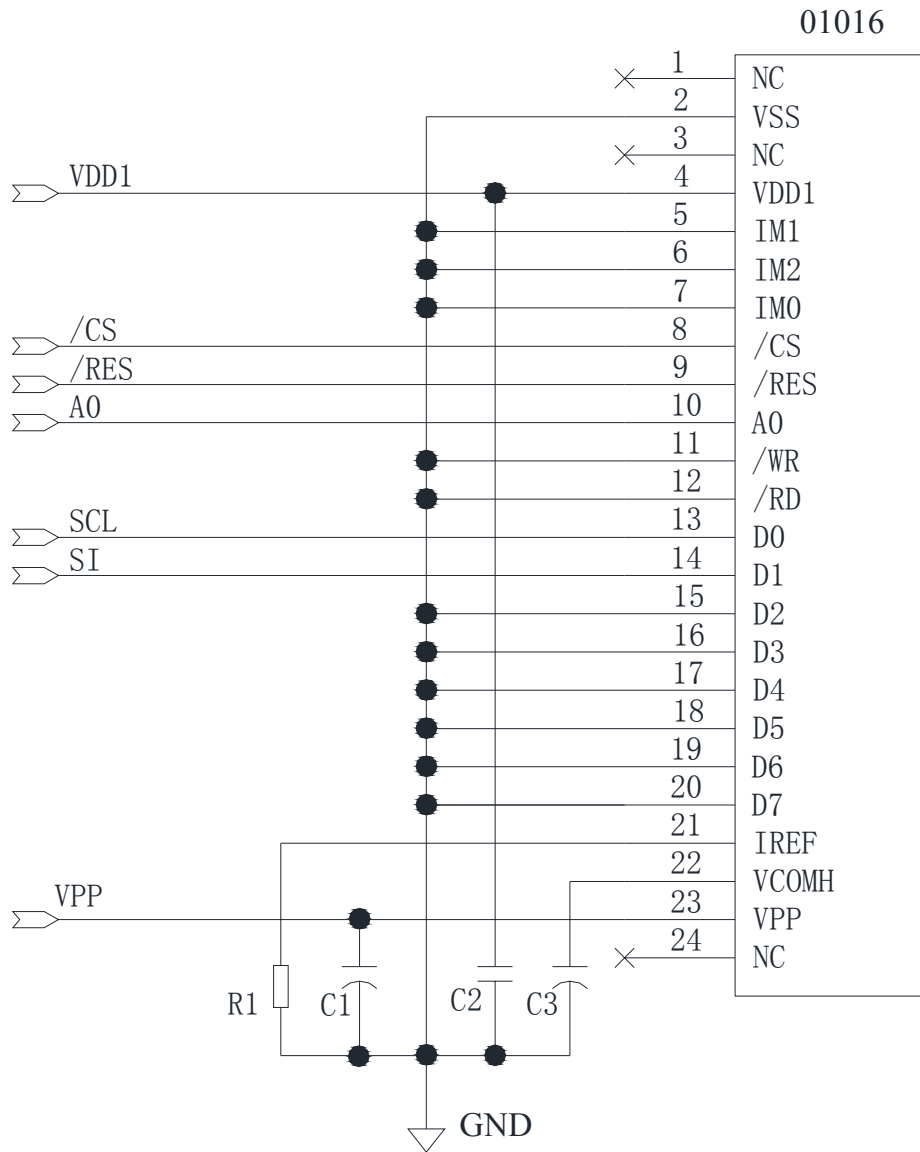 01016
1
NC
2
VSS
3
NC
VDD1
4
VDD1
5
IM1
6
IM2
7
IM0
/CS
8
/CS
/RES
9
/RES
A0
10
A0
11
/WR
12
/RD
SCL
13
D0
SI
14
D1
15
D2
16
D3
17
D4
18
D5
19
D6
20
D7
21
IREF
22
VCOMH
VPP
23
VPP
24
NC
R1
C1
C2
C3
GND